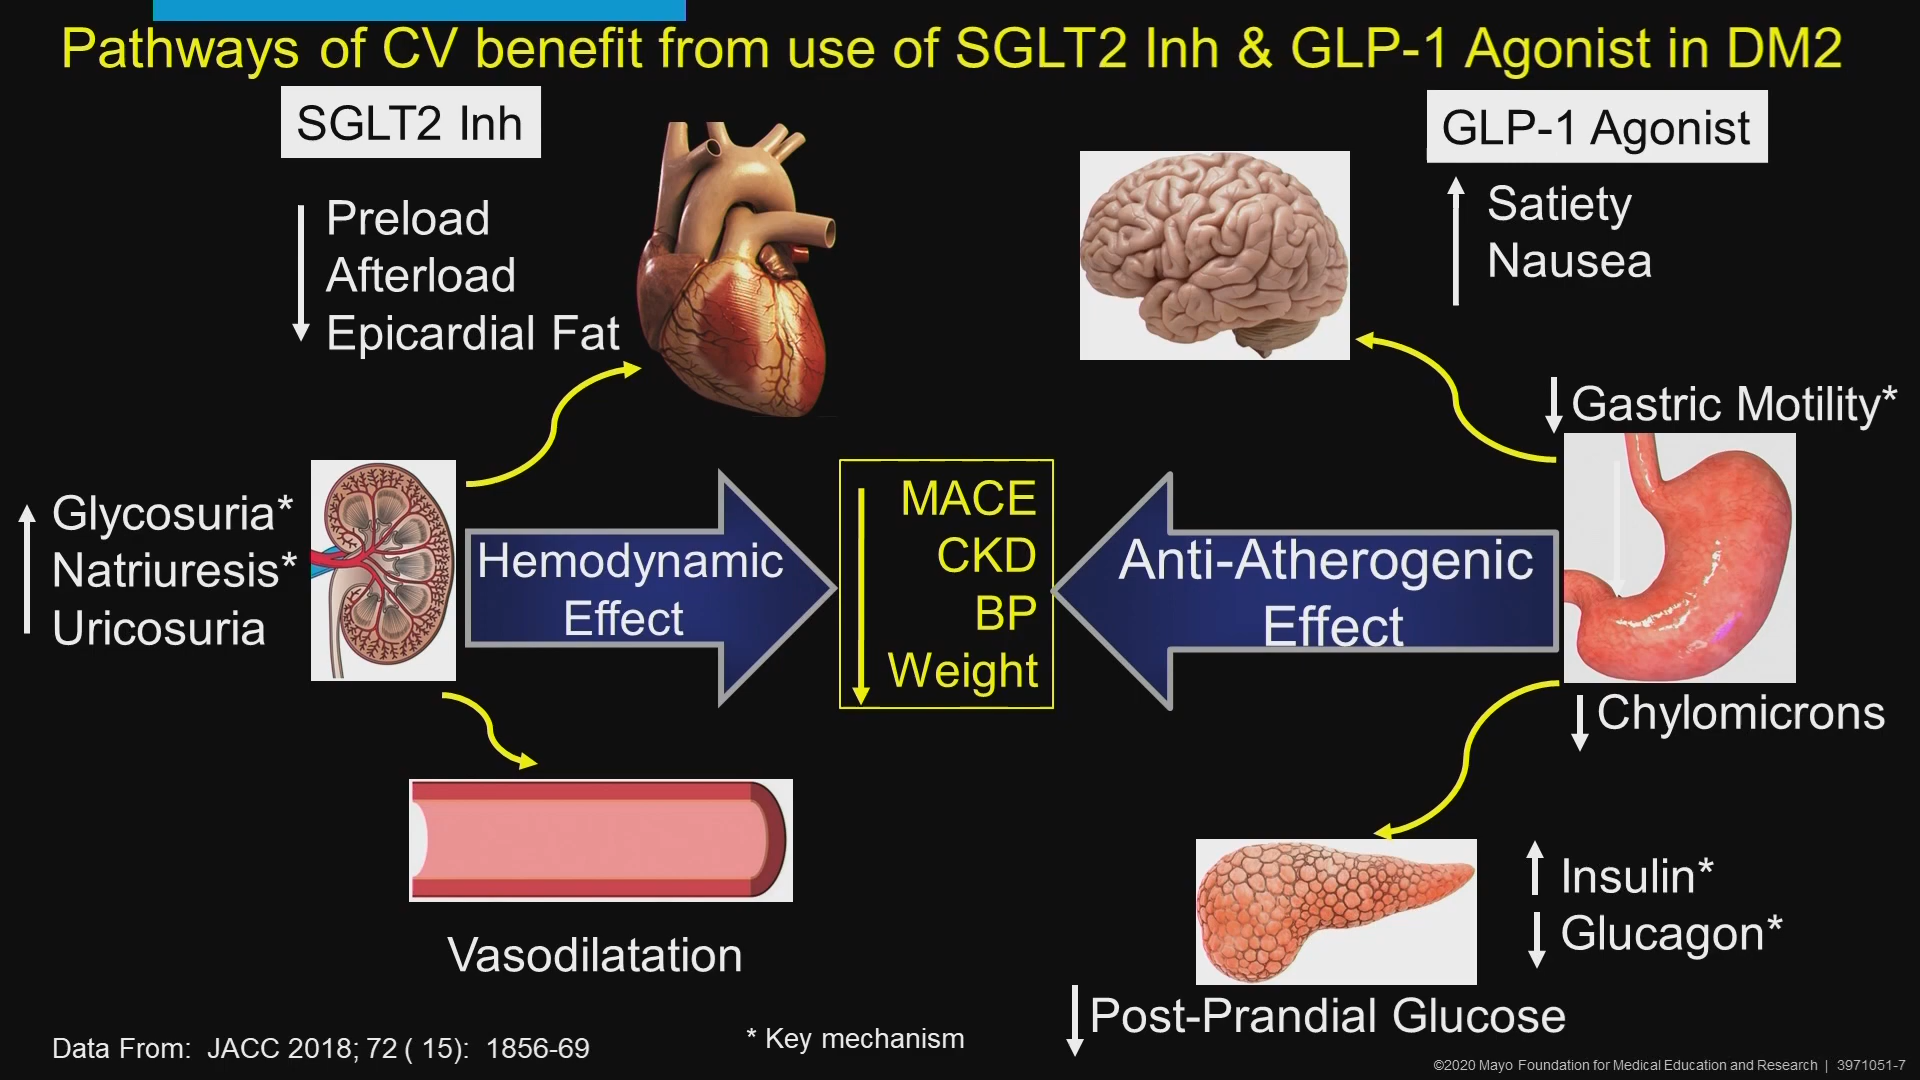 Pathways of CV benefit from use of SGLT2 Inh & GLP-1 Agonist in DM2
SGLT2 Inh
Preload
Afterload
Epicardial Fat
GLP-1 Agonist
Satiety
Nausea
Gastric Motility*
Glycosuria*
Natriuresis*
Uricosuria
Hemodynamic
Effect
MACE
CKD
BP
Weight
Anti-Atherogenic
Effect
Chylomicrons
Vasodilatation
Insulin*
Glucagon*
Post-Prandial Glucose
* Key mechanism
Data From: JACC 2018; 72 ( 15): 1856-69
©2020 Mayo Foundation for Medical Education and Research | 3971051-7